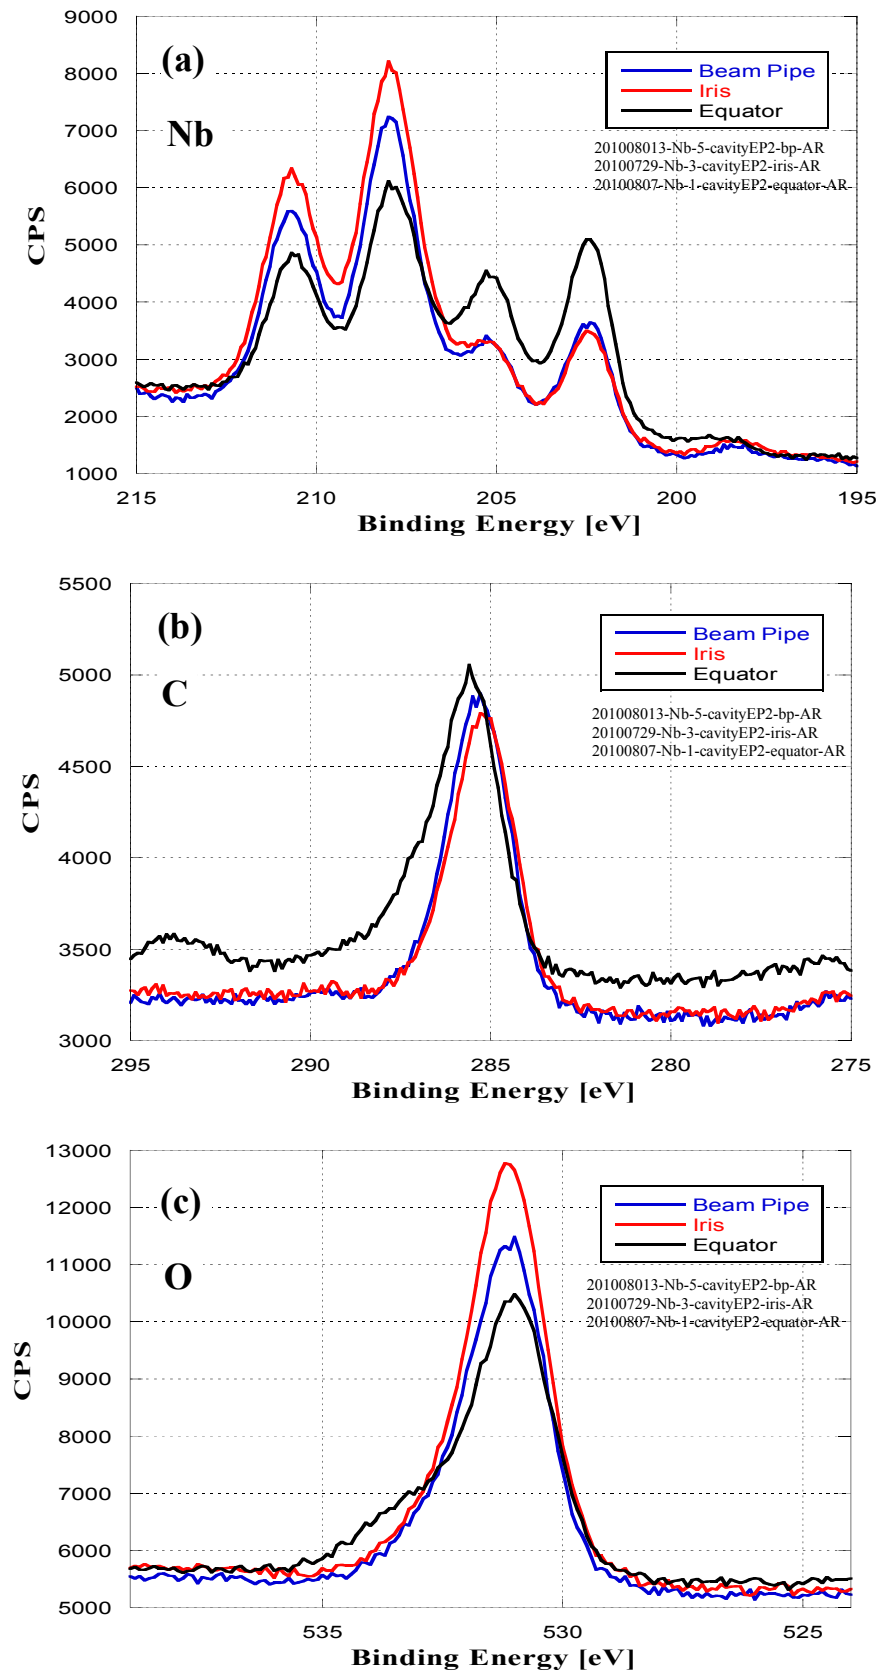 (a)
Nb
Beam Pipe
Iris
Equator
201008013-Nb-5-cavityEP2-bp-AR
20100729-Nb-3-cavityEP2-iris-AR
20100807-Nb-1-cavityEP2-equator-AR
CPS
9000
8000
7000
6000
5000
4000
3000
2000
1000
215 210 205 200 195
Binding Energy [eV]
(b)
C
Beam Pipe
Iris
Equator
201008013-Nb-5-cavityEP2-bp-AR
20100729-Nb-3-cavityEP2-iris-AR
20100807-Nb-1-cavityEP2-equator-AR
CPS
5500
5000
4500
4000
3500
3000
295 290 285 280 275
Binding Energy [eV]
(c)
O
Beam Pipe
Iris
Equator
201008013-Nb-5-cavityEP2-bp-AR
20100729-Nb-3-cavityEP2-iris-AR
20100807-Nb-1-cavityEP2-equator-AR
CPS
13000
12000
11000
10000
9000
8000
7000
6000
5000
535 530 525
Binding Energy [eV]